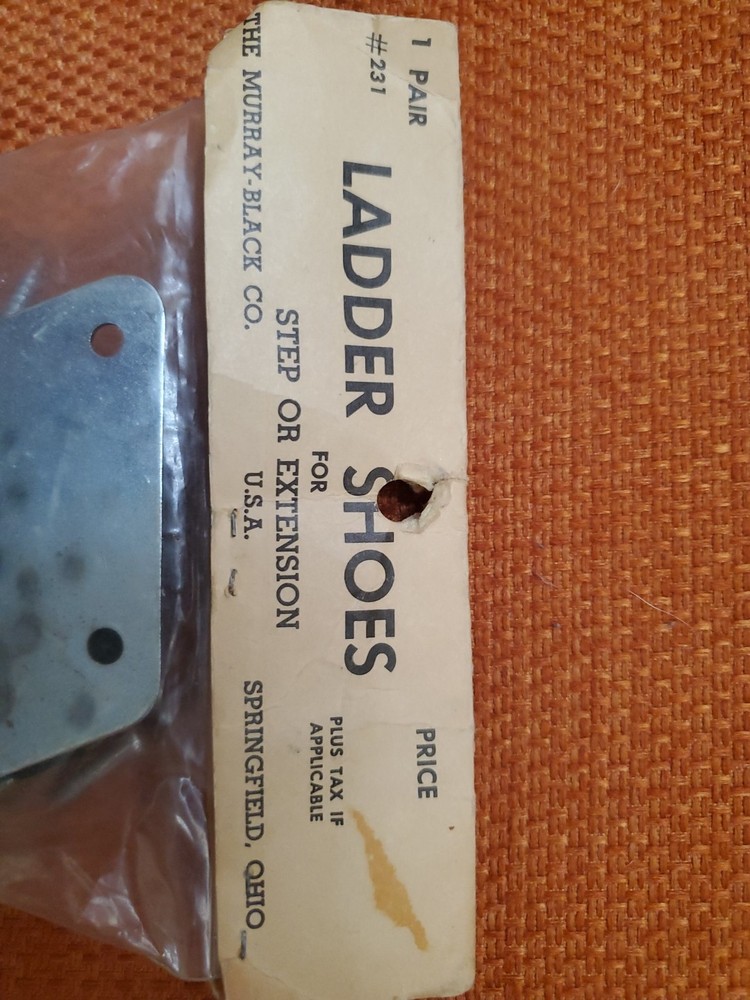 1 PAIR
#231
PRICE
LADDER SHOES
PLUS TAX IF
APPLICABLE
FOR
STEP OR EXTENSION
THE MURRAY-BLACK CO. U.S.A. SPRINGFIELD, OHIO